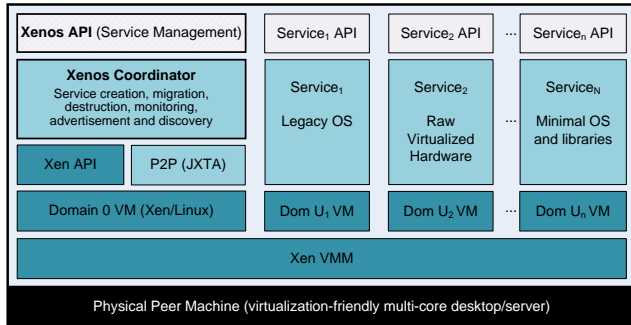 Xenos API (Service Management)
Service1 API
Service2 API
...
Servicen API
Xenos Coordinator
Service creation, migration,
destruction, monitoring,
advertisement and discovery
Service1
Legacy OS
Service2
Raw
Virtualized
Hardware
...
ServiceN
Minimal OS
and libraries
Xen API
P2P (JXTA)
Domain 0 VM (Xen/Linux)
Dom U1 VM
Dom U2 VM
...
Dom Un VM
Xen VMM
Physical Peer Machine (virtualization-friendly multi-core desktop/server)